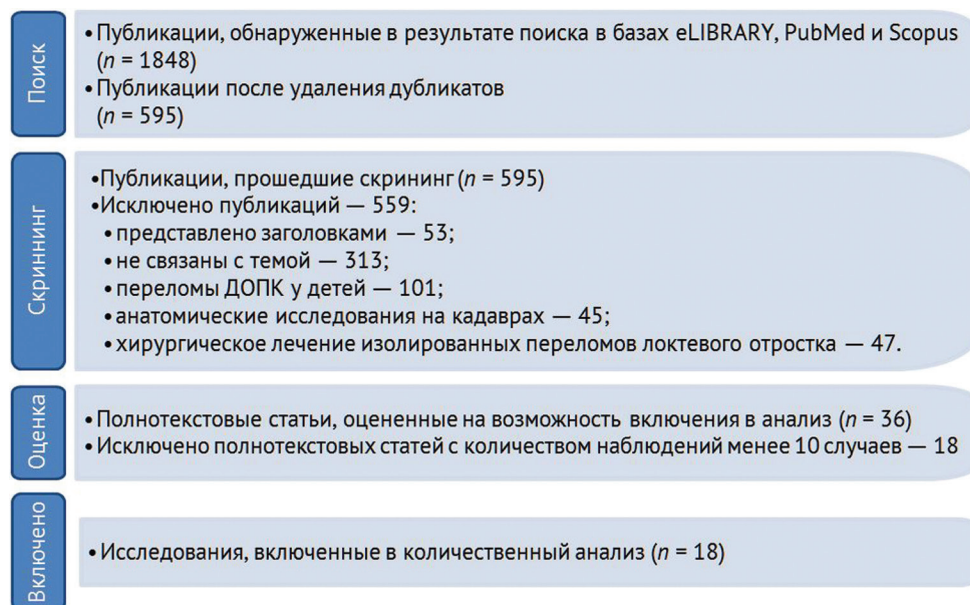 Поиск
•Публикации, обнаруженные в результате поиска в базах eLIBRARY, PubMed и Scopus
(n = 1848)
•Публикации после удаления дубликатов
(n = 595)
Скриннинг
•Публикации, прошедшие скрининг (n = 595)
•Исключено публикаций — 559:
•представлено заголовками — 53;
•не связаны с темой — 313;
•переломы ДОПК у детей — 101;
•анатомические исследования на кадаврах — 45;
•хирургическое лечение изолированных переломов локтевого отростка — 47.
Оценка
•Полнотекстовые статьи, оцененные на возможность включения в анализ (n = 36)
•Исключено полнотекстовых статей с количеством наблюдений менее 10 случаев — 18
Включено
•Исследования, включенные в количественный анализ (n = 18)